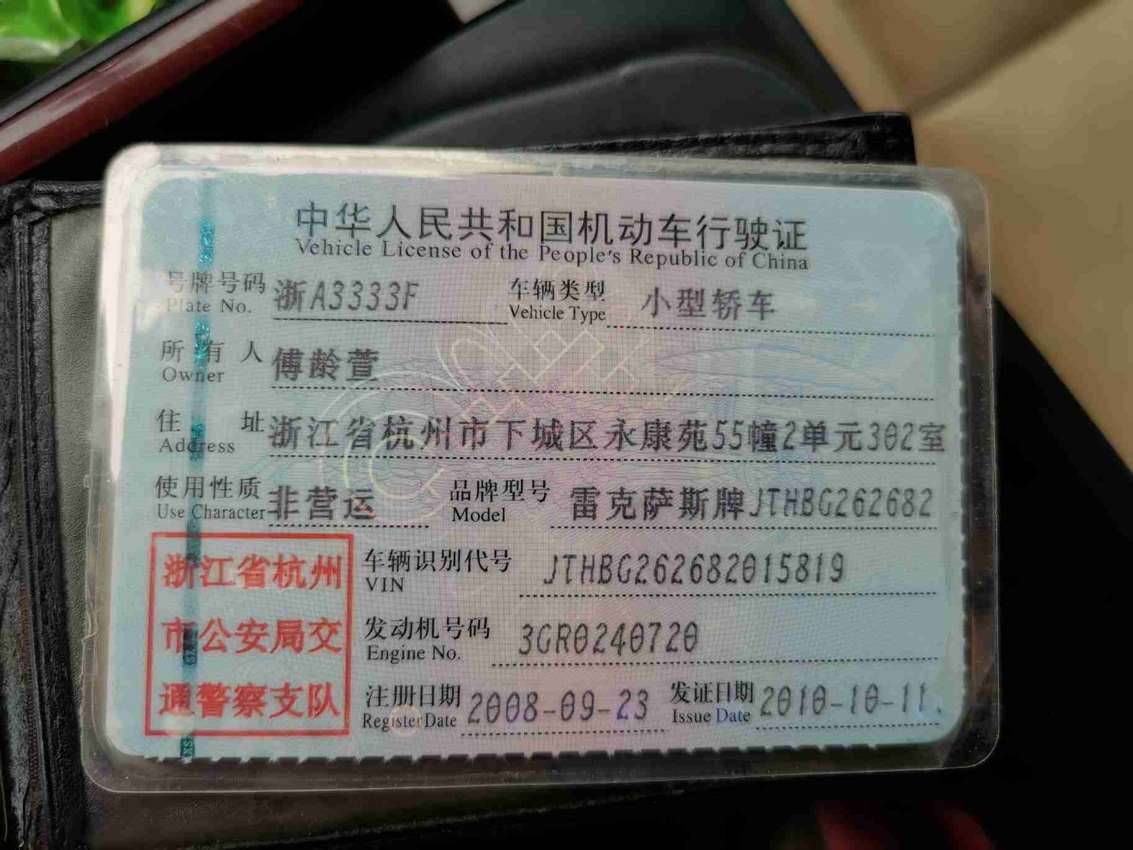 中华人民共和国机动车行驶证
Vehicle License of the People's Republic of China
号牌号码 浙A3333F 车辆类型 小型轿车
Plate No. Vehicle Type
所有人 傅龄萱
Owner
住址 浙江省杭州市下城区永康苑55幢2单元302室
Address
使用性质 非营运 品牌型号 雷克萨斯牌JTHBG262682
Use Character Model
浙江省杭州
市公安局交
通警察支队
车辆识别代号 JTHBG262682015819
VIN
发动机号码 3GR0240720
Engine No.
注册日期 2008-09-23 发证日期 2010-10-11
Register Date Issue Date